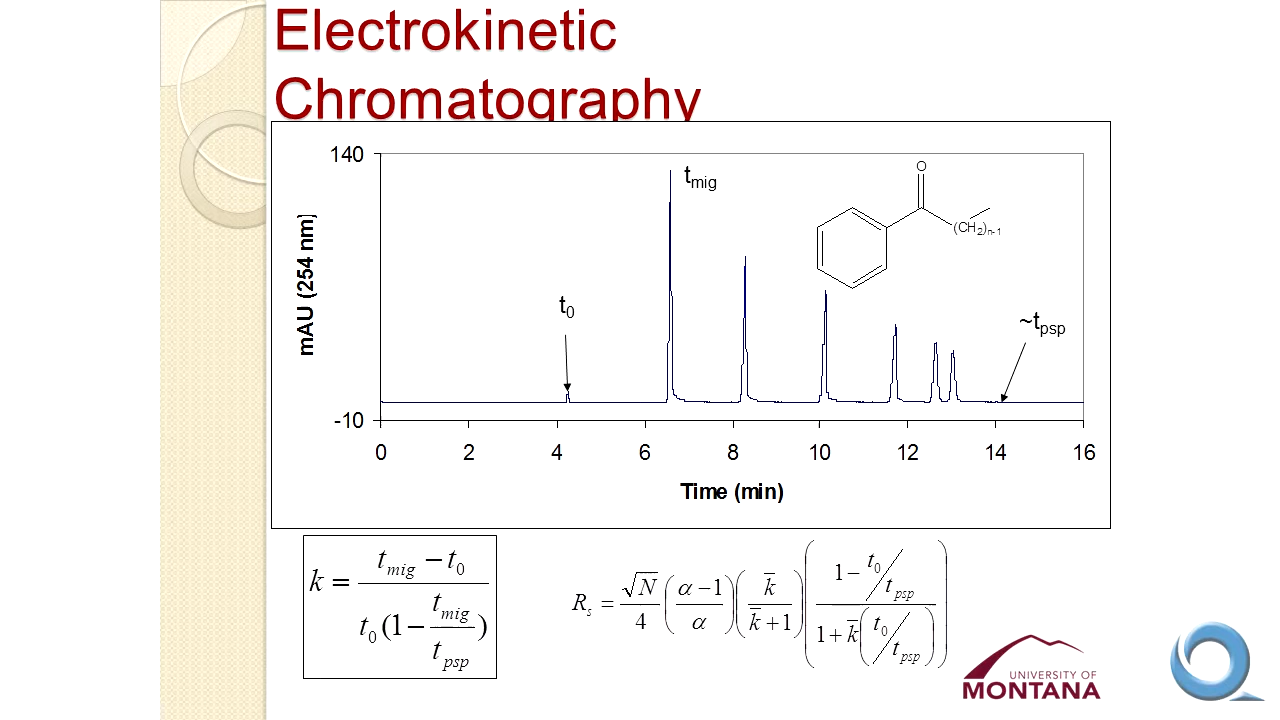 Electrokinetic
Chromatography
140
-10
mAU (254 nm)
t₀
t_mig
O
(CH₂)ₙ₋₁
~t_psp
0 2 4 6 8 10 12 14 16
Time (min)
k = (t_mig − t₀) / (t₀(1 − t_mig/t_psp))
R_s = (√N / 4) ((α − 1) / α) (k̅ / (k̅ + 1)) ((1 − t₀/t_psp) / (1 + k̅(t₀/t_psp)))
UNIVERSITY OF
MONTANA